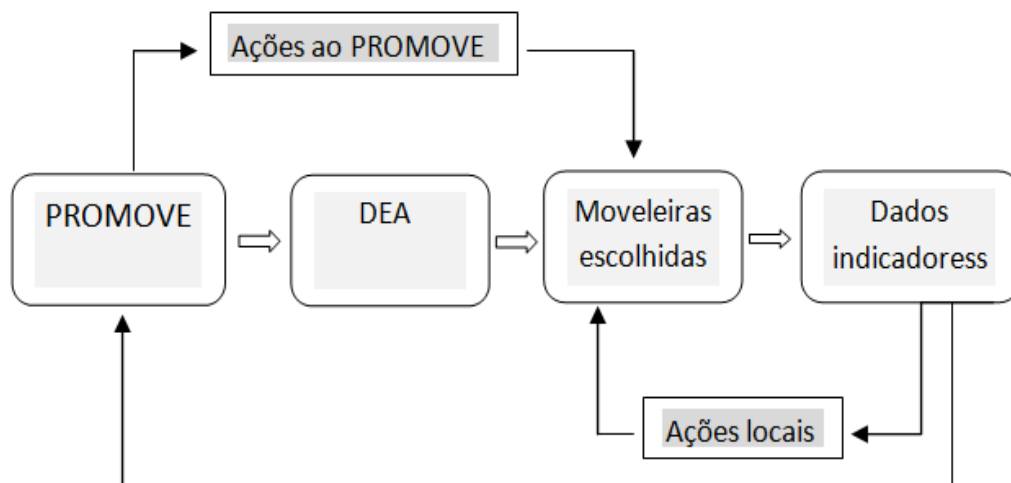 Ações ao PROMOVE
PROMOVE
DEA
Moveleiras
escolhidas
Dados
indicadoress
Ações locais